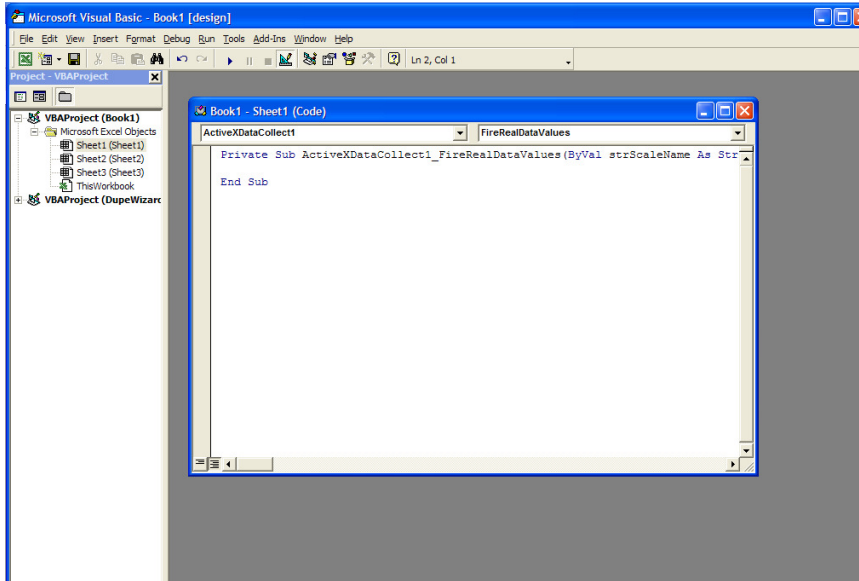 Microsoft Visual Basic - Book1 [design]
File Edit View Insert Format Debug Run Tools Add-Ins Window Help
Ln 2, Col 1
Project - VBAProject
VBAProject (Book1)
Microsoft Excel Objects
Sheet1 (Sheet1)
Sheet2 (Sheet2)
Sheet3 (Sheet3)
ThisWorkbook
VBAProject (DupeWizarc
Book1 - Sheet1 (Code)
ActiveXDataCollect1 FireRealDataValues
Private Sub ActiveXDataCollect1_FireRealDataValues(ByVal strScaleName As Str
End Sub